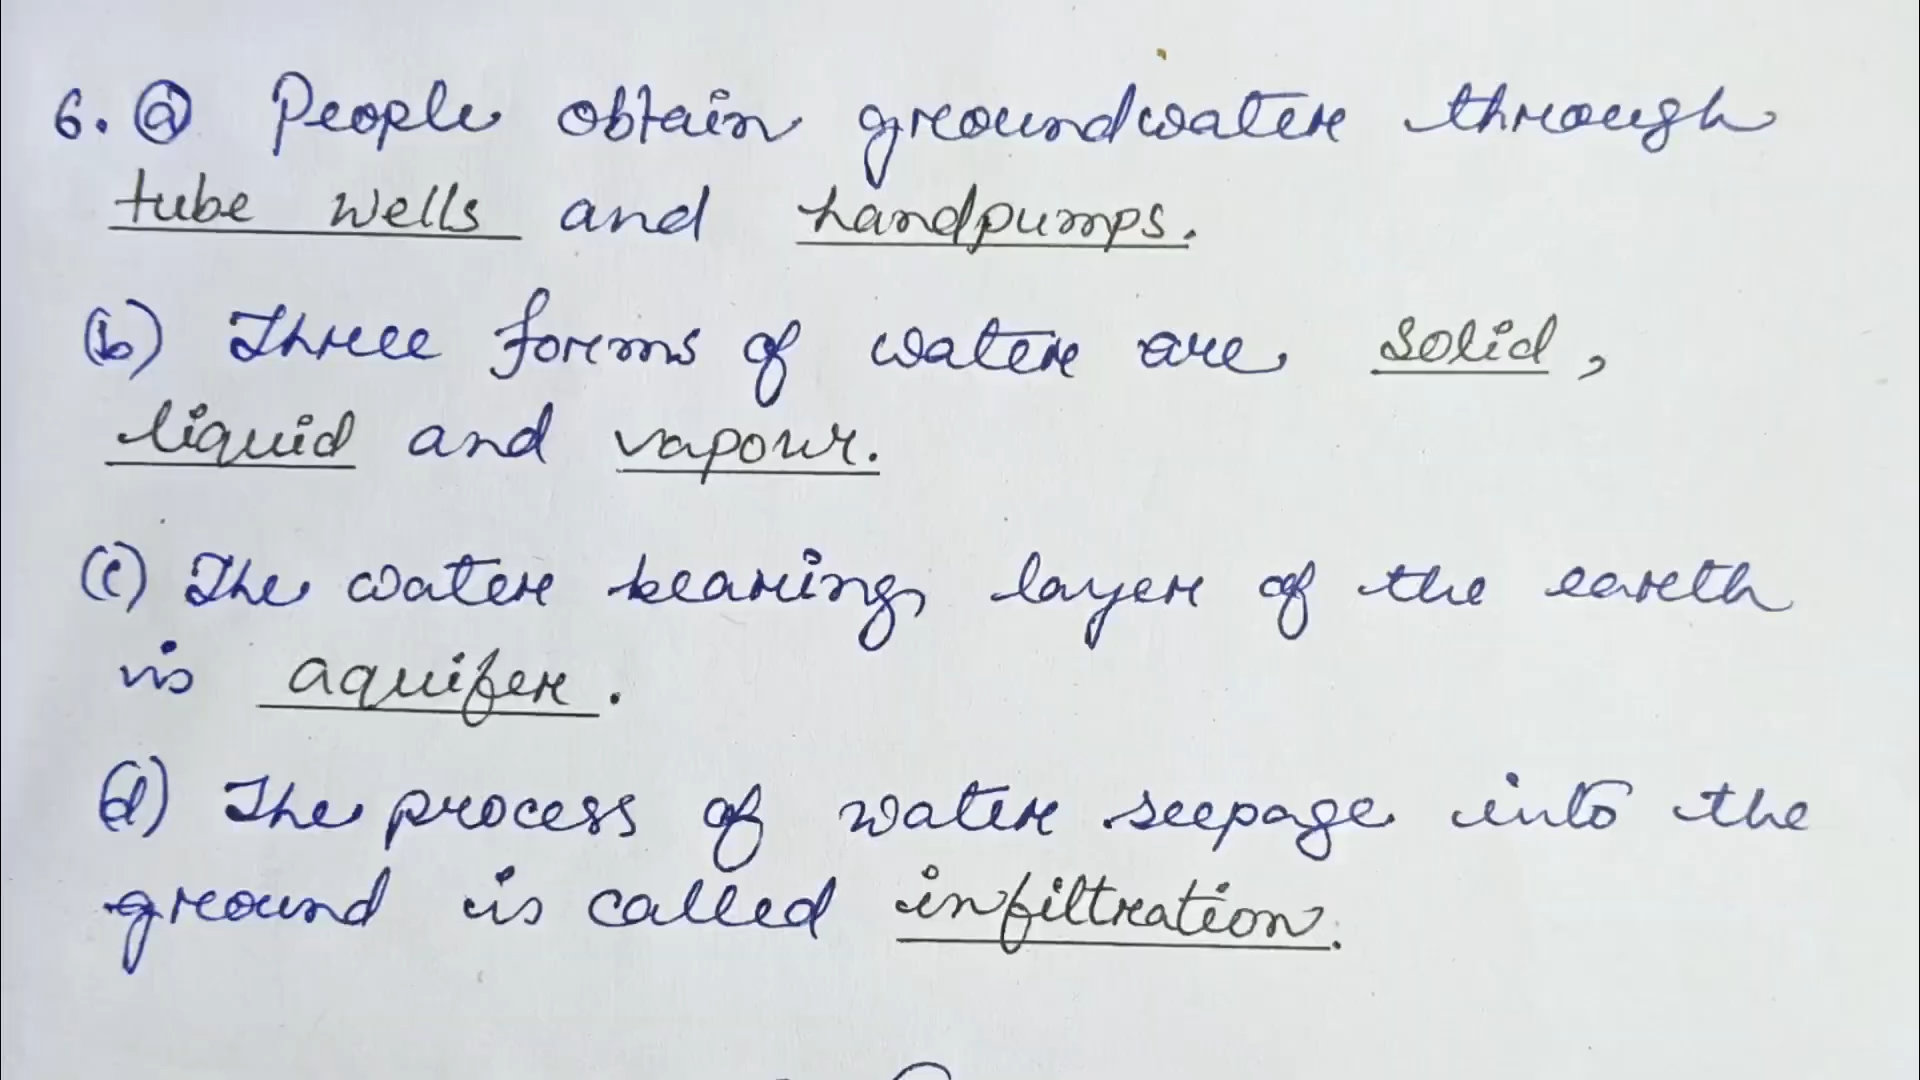 6. (a) People obtain groundwater through
tube wells and handpumps.
(b) Three forms of water are solid,
liquid and vapour.
(c) The water bearing layer of the earth
is aquifer.
(d) The process of water seepage into the
ground is called infiltration.